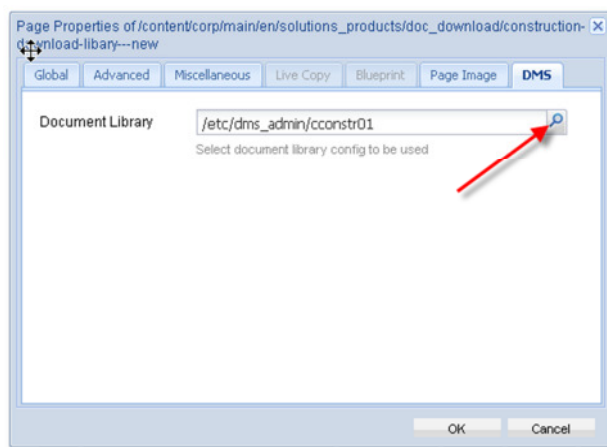 Page Properties of /content/corp/main/en/solutions_products/doc_download/construction-
download-libary---new
Global Advanced Miscellaneous Live Copy Blueprint Page Image DMS
Document Library /etc/dms_admin/cconstr01
Select document library config to be used
OK Cancel